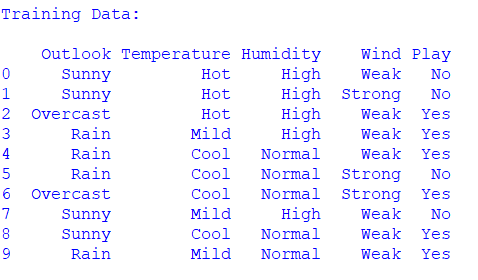 Training Data:
Outlook Temperature Humidity Wind Play
0 Sunny Hot High Weak No
1 Sunny Hot High Strong No
2 Overcast Hot High Weak Yes
3 Rain Mild High Weak Yes
4 Rain Cool Normal Weak Yes
5 Rain Cool Normal Strong No
6 Overcast Cool Normal Strong Yes
7 Sunny Mild High Weak No
8 Sunny Cool Normal Weak Yes
9 Rain Mild Normal Weak Yes